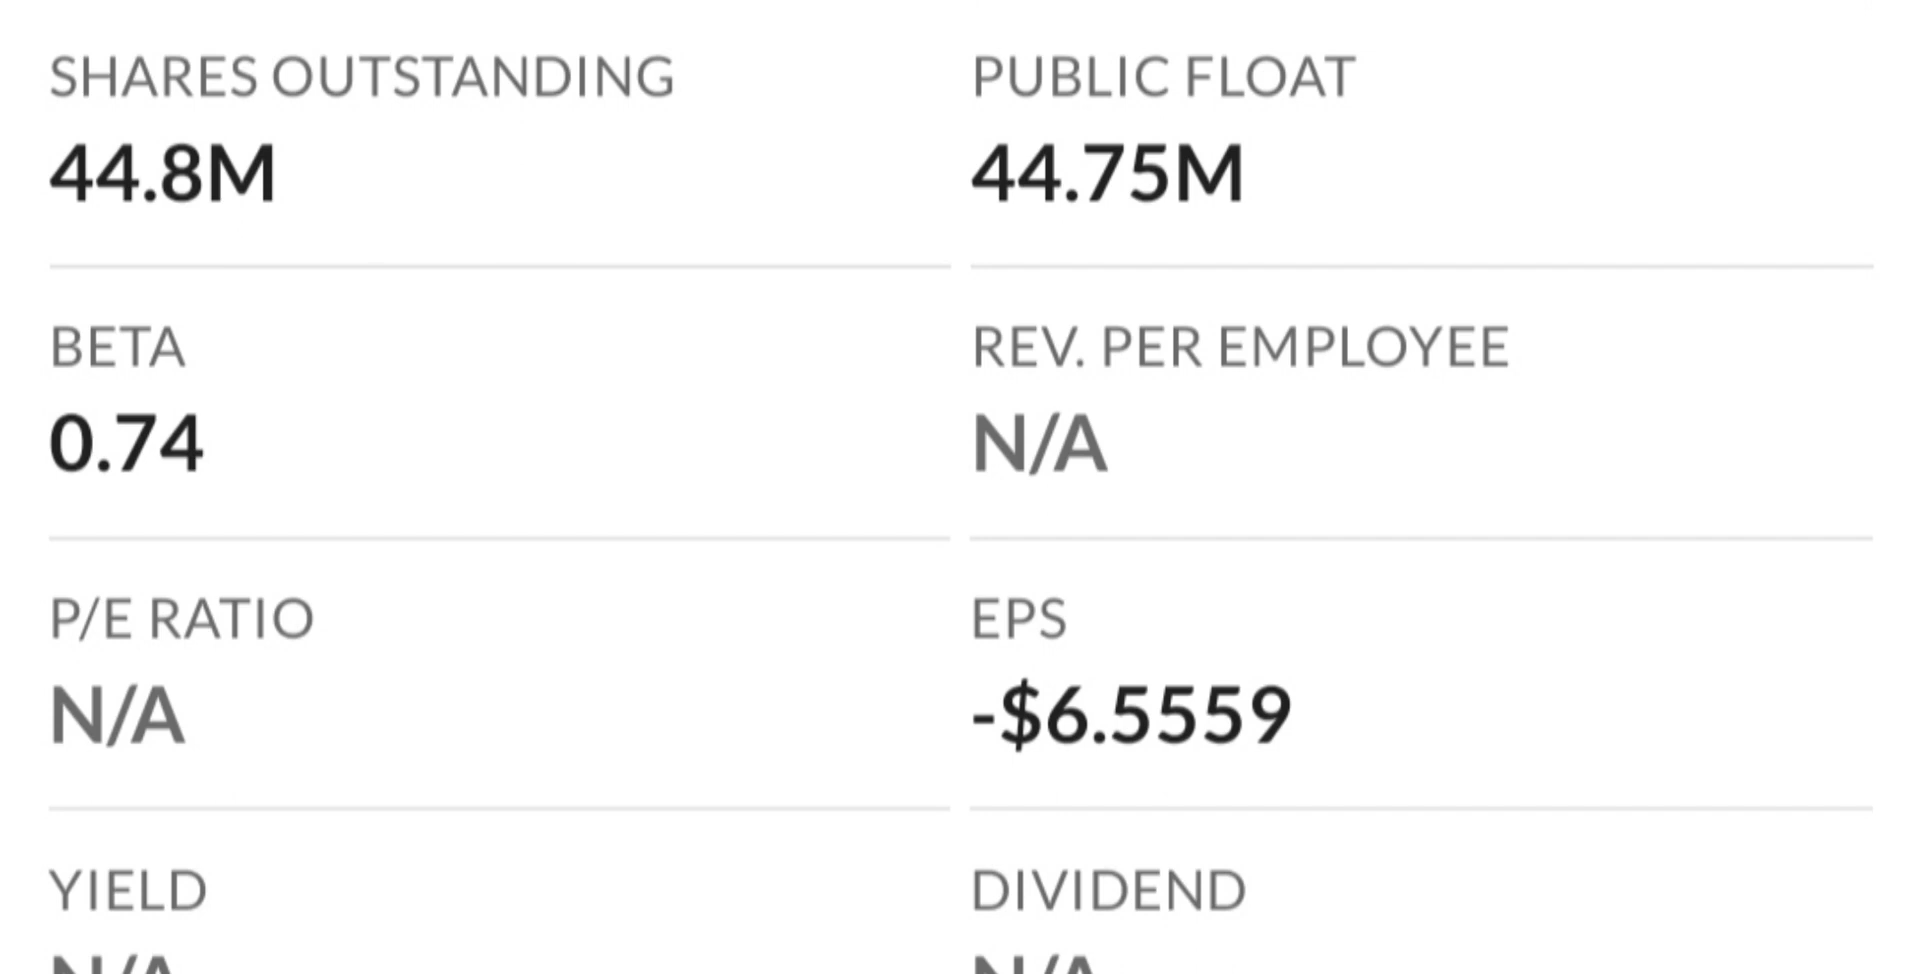 SHARES OUTSTANDING
44.8M
PUBLIC FLOAT
44.75M
BETA
0.74
REV. PER EMPLOYEE
N/A
P/E RATIO
N/A
EPS
-$6.5559
YIELD
N/A
DIVIDEND
N/A